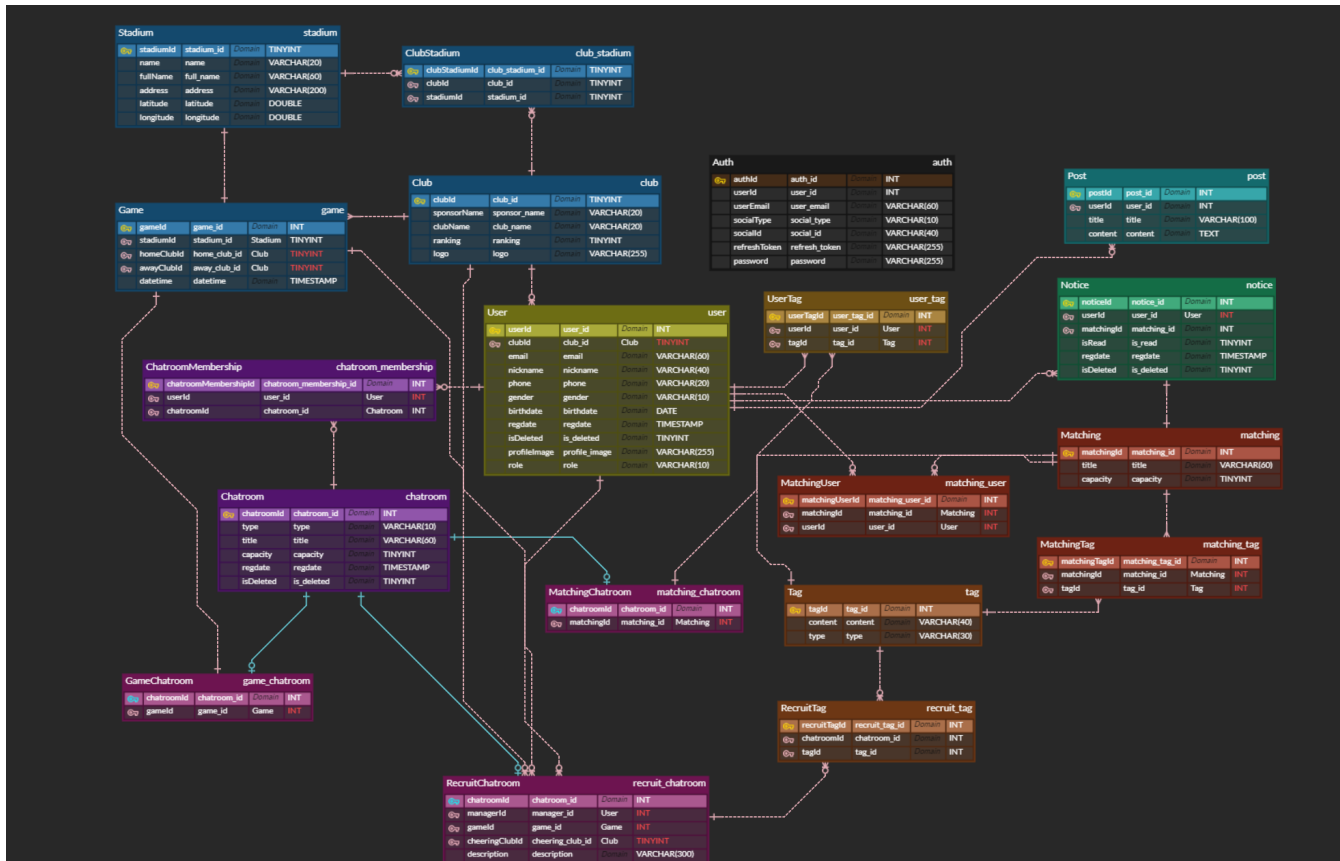 Stadium stadium
stadiumId stadium_id Domain TINYINT
name name Domain VARCHAR(20)
fullName full_name Domain VARCHAR(60)
address address Domain VARCHAR(200)
latitude latitude Domain DOUBLE
longitude longitude Domain DOUBLE
ClubStadium club_stadium
clubStadiumId club_stadium_id Domain TINYINT
clubId club_id Domain TINYINT
stadiumId stadium_id Domain TINYINT
Auth auth
authId auth_id Domain INT
userId user_id Domain INT
userEmail user_email Domain VARCHAR(60)
socialType social_type Domain VARCHAR(10)
socialId social_id Domain VARCHAR(40)
refreshToken refresh_token Domain VARCHAR(255)
password password Domain VARCHAR(255)
Post post
postId post_id Domain INT
userId user_id Domain INT
title title Domain VARCHAR(100)
content content Domain TEXT
Club club
clubId club_id Domain TINYINT
sponsorName sponsor_name Domain VARCHAR(20)
clubName club_name Domain VARCHAR(20)
ranking ranking Domain TINYINT
logo logo Domain VARCHAR(255)
Game game
gameId game_id Domain INT
stadiumId stadium_id Stadium TINYINT
homeClubId home_club_id Club TINYINT
awayClubId away_club_id Club TINYINT
datetime datetime Domain TIMESTAMP
Notice notice
noticeId notice_id Domain INT
userId user_id User INT
matchingId matching_id Domain INT
isRead is_read Domain TINYINT
regdate regdate Domain TIMESTAMP
isDeleted is_deleted Domain TINYINT
UserTag user_tag
userTagId user_tag_id Domain INT
userId user_id User INT
tagId tag_id Tag INT
User user
userId user_id Domain INT
clubId club_id Club TINYINT
email email Domain VARCHAR(60)
nickname nickname Domain VARCHAR(40)
phone phone Domain VARCHAR(20)
gender gender Domain VARCHAR(10)
birthdate birthdate Domain DATE
regdate regdate Domain TIMESTAMP
isDeleted is_deleted Domain TINYINT
profileImage profile_image Domain VARCHAR(255)
role role Domain VARCHAR(10)
ChatroomMembership chatroom_membership
chatroomMembershipId chatroom_membership_id Domain INT
userId user_id User INT
chatroomId chatroom_id Chatroom INT
Matching matching
matchingId matching_id Domain INT
title title Domain VARCHAR(60)
capacity capacity Domain TINYINT
MatchingUser matching_user
matchingUserId matching_user_id Domain INT
matchingId matching_id Matching INT
userId user_id User INT
Chatroom chatroom
chatroomId chatroom_id Domain INT
type type Domain VARCHAR(10)
title title Domain VARCHAR(60)
capacity capacity Domain TINYINT
regdate regdate Domain TIMESTAMP
isDeleted is_deleted Domain TINYINT
MatchingTag matching_tag
matchingTagId matching_tag_id Domain INT
matchingId matching_id Matching INT
tagId tag_id Tag INT
MatchingChatroom matching_chatroom
chatroomId chatroom_id Domain INT
matchingId matching_id Matching INT
Tag tag
tagId tag_id Domain INT
content content Domain VARCHAR(40)
type type Domain VARCHAR(30)
GameChatroom game_chatroom
chatroomId chatroom_id Domain INT
gameId game_id Game INT
RecruitTag recruit_tag
recruitTagId recruit_tag_id Domain INT
chatroomId chatroom_id Domain INT
tagId tag_id Domain INT
RecruitChatroom recruit_chatroom
chatroomId chatroom_id Domain INT
managerId manager_id User INT
gameId game_id Game INT
cheeringClubId cheering_club_id Club TINYINT
description description Domain VARCHAR(300)